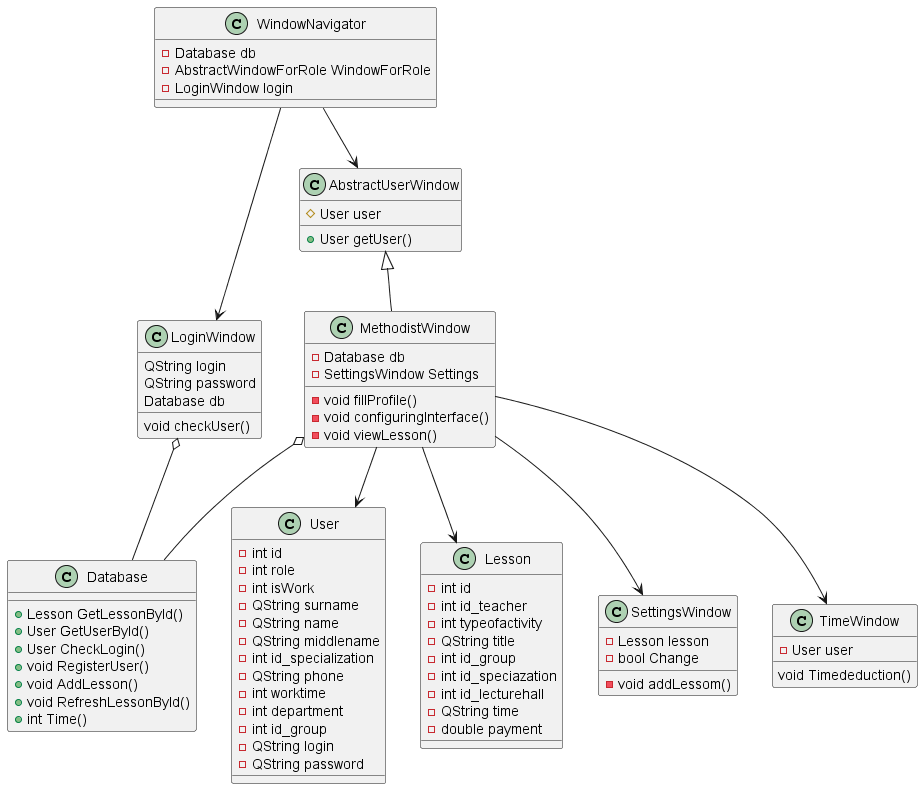 WindowNavigator
Database db
AbstractWindowForRole WindowForRole
LoginWindow login
AbstractUserWindow
User user
User getUser()
LoginWindow
QString login
QString password
Database db
void checkUser()
MethodistWindow
Database db
SettingsWindow Settings
void fillProfile()
void configuringInterface()
void viewLesson()
Database
Lesson GetLessonById()
User GetUserById()
User CheckLogin()
void RegisterUser()
void AddLesson()
void RefreshLessonById()
int Time()
User
int id
int role
int isWork
QString surname
QString name
QString middlename
int id_specialization
QString phone
int worktime
int department
int id_group
QString login
QString password
Lesson
int id
int id_teacher
int typeofactivity
QString title
int id_group
int id_speciazation
int id_lecturehall
QString time
double payment
SettingsWindow
Lesson lesson
bool Change
void addLessom()
TimeWindow
User user
void Timededuction()